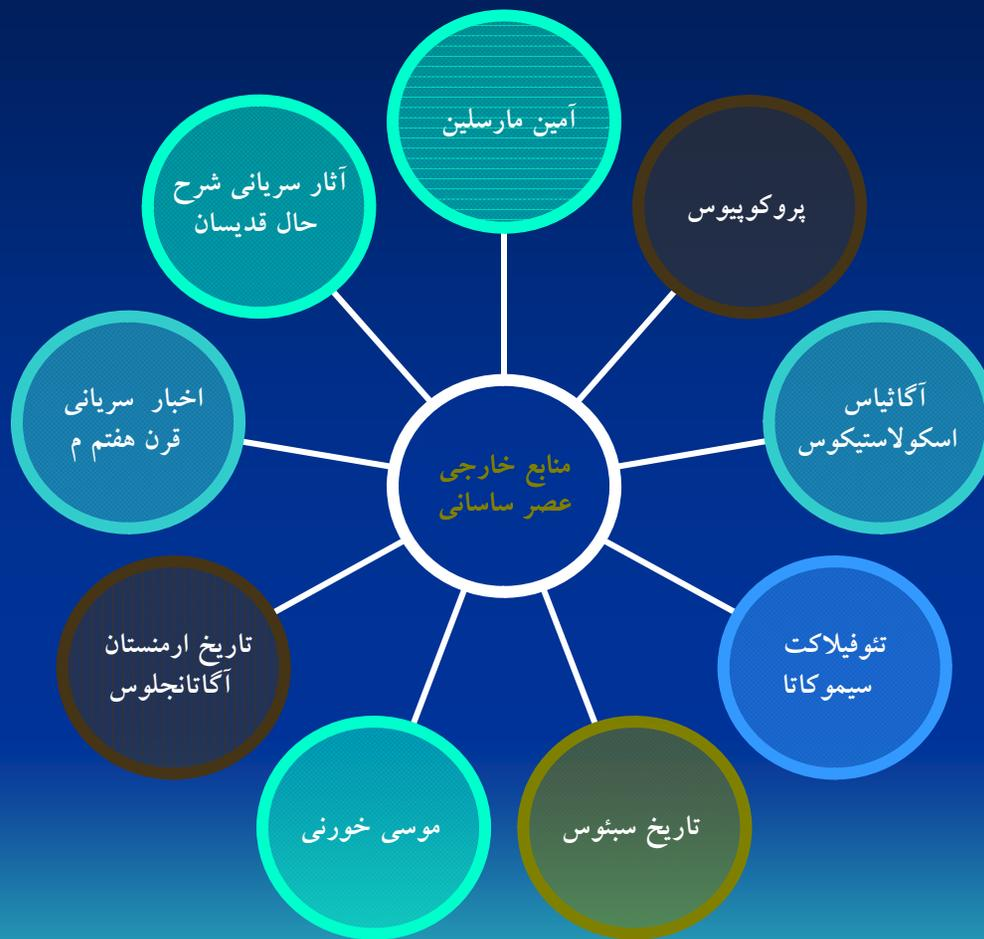 آمین مارسلین
پروکوپیوس
آگاثیاس
اسکولاستیکوس
تئوفیلاکت
سیموکاتا
تاریخ سبئوس
موسی خورنی
تاریخ ارمنستان
آگاتانجلوس
اخبار سریانی
قرن هفتم م
آثار سریانی شرح
حال قدیسان
منابع خارجی
عصر ساسانی